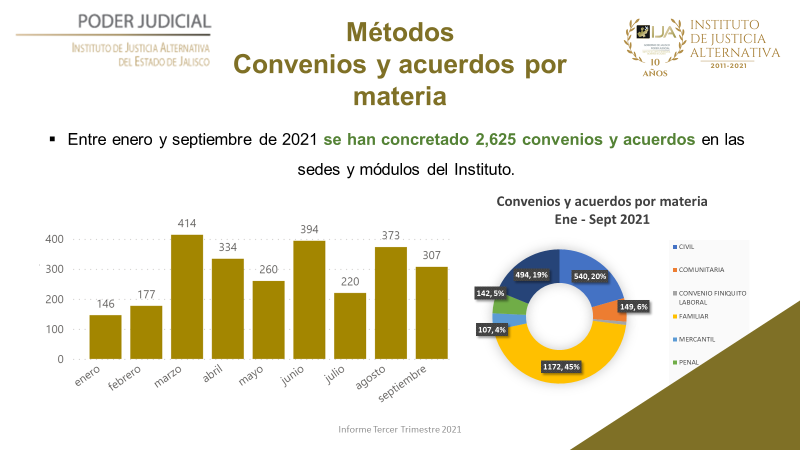 PODER JUDICIAL
INSTITUTO DE JUSTICIA ALTERNATIVA
DEL ESTADO DE JALISCO
Métodos
Convenios y acuerdos por
materia
IJA
10
AÑOS
INSTITUTO
DE JUSTICIA
ALTERNATIVA
2011-2021
▪ Entre enero y septiembre de 2021 se han concretado 2,625 convenios y acuerdos en las
sedes y módulos del Instituto.
400
300
200
100
0
146
177
414
334
260
394
220
373
307
enero
febrero
marzo
abril
mayo
junio
julio
agosto
septiembre
Convenios y acuerdos por materia
Ene - Sept 2021
494, 19%
540, 20%
142, 5%
149, 6%
107, 4%
1172, 45%
CIVIL
COMUNITARIA
CONVENIO FINIQUITO
LABORAL
FAMILIAR
MERCANTIL
PENAL
Informe Tercer Trimestre 2021